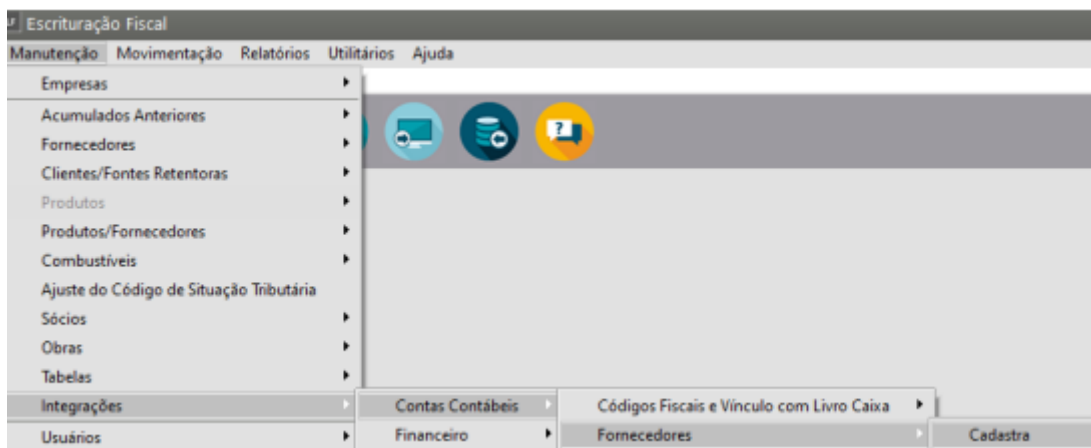 Escrituração Fiscal
Manutenção Movimentação Relatórios Utilitários Ajuda
Empresas
Acumulados Anteriores
Fornecedores
Clientes/Fontes Retentoras
Produtos
Produtos/Fornecedores
Combustíveis
Ajuste do Código de Situação Tributária
Sócios
Obras
Tabelas
Integrações Contas Contábeis Códigos Fiscais e Vínculo com Livro Caixa
Usuários Financeiro Fornecedores Cadastra